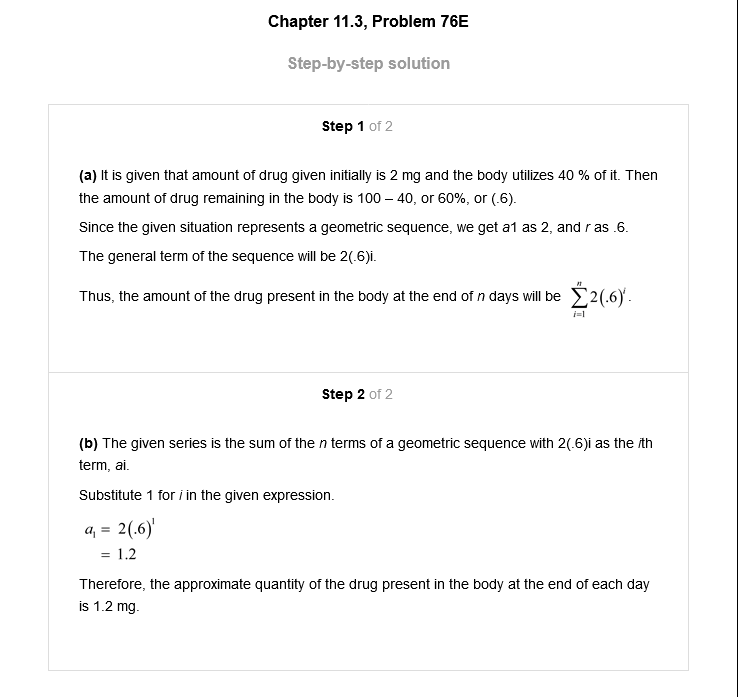 Chapter 11.3, Problem 76E
Step-by-step solution
Step 1 of 2
(a) It is given that amount of drug given initially is 2 mg and the body utilizes 40 % of it. Then
the amount of drug remaining in the body is 100 – 40, or 60%, or (.6).
Since the given situation represents a geometric sequence, we get a1 as 2, and r as .6.
The general term of the sequence will be 2(.6)i.
Thus, the amount of the drug present in the body at the end of n days will be $\sum_{i=1}^{n} 2(.6)^i$.
Step 2 of 2
(b) The given series is the sum of the n terms of a geometric sequence with 2(.6)i as the ith
term, ai.
Substitute 1 for i in the given expression.
$a_1 = 2(.6)^1$
= 1.2
Therefore, the approximate quantity of the drug present in the body at the end of each day
is 1.2 mg.